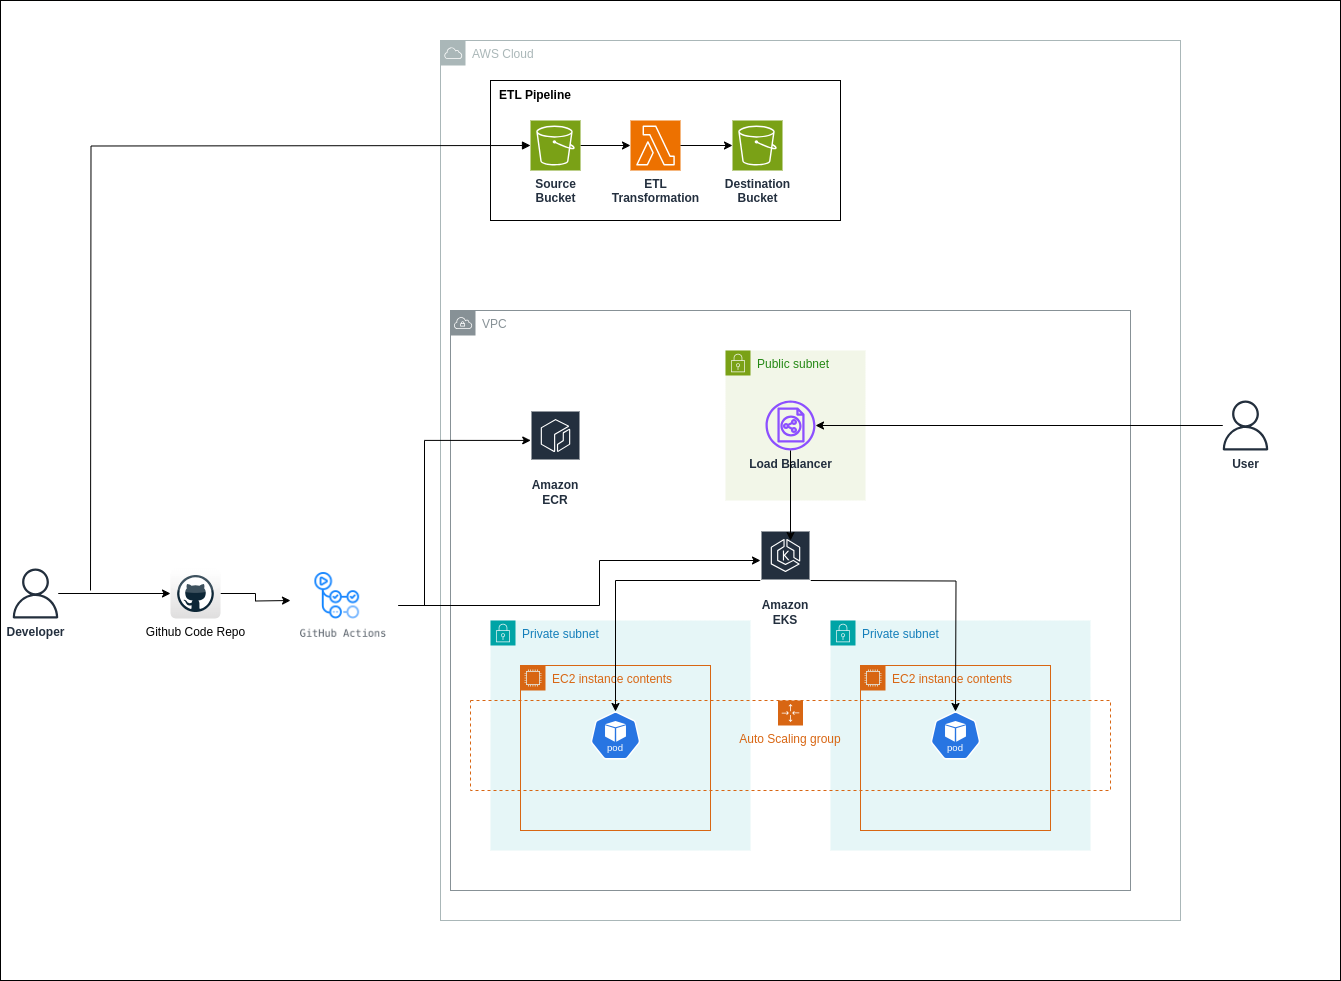 AWS Cloud
ETL Pipeline
Source
Bucket
ETL
Transformation
Destination
Bucket
VPC
Public subnet
Load Balancer
User
Amazon
ECR
Developer
Github Code Repo
GitHub Actions
K
Amazon
EKS
Private subnet
Private subnet
EC2 instance contents
EC2 instance contents
Auto Scaling group
pod
pod